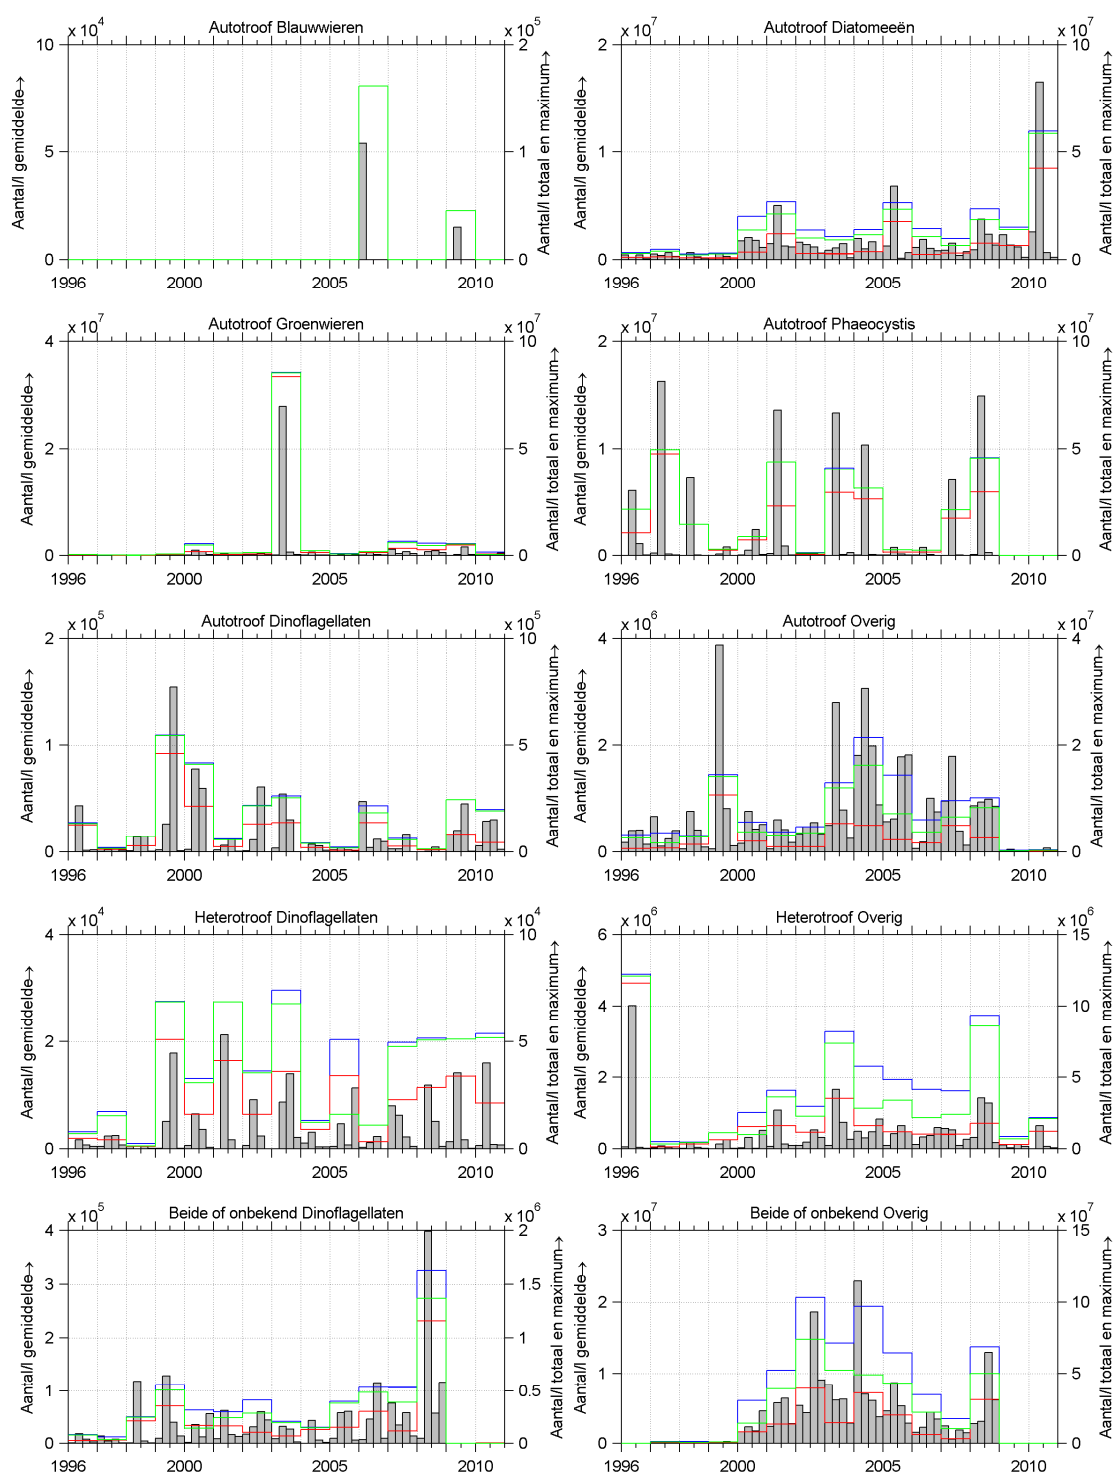 Autotroof Blauwwieren
x 10^4
x 10^5
10
5
0
2
1
0
Aantal/l gemiddelde→
Aantal/l totaal en maximum→
1996
2000
2005
2010
Autotroof Diatomeeën
x 10^7
x 10^7
2
1
0
10
5
0
Aantal/l gemiddelde→
Aantal/l totaal en maximum→
1996
2000
2005
2010
Autotroof Groenwieren
x 10^7
x 10^7
4
2
0
10
5
0
Aantal/l gemiddelde→
Aantal/l totaal en maximum→
1996
2000
2005
2010
Autotroof Phaeocystis
x 10^7
x 10^7
2
1
0
10
5
0
Aantal/l gemiddelde→
Aantal/l totaal en maximum→
1996
2000
2005
2010
Autotroof Dinoflagellaten
x 10^5
x 10^5
2
1
0
10
5
0
Aantal/l gemiddelde→
Aantal/l totaal en maximum→
1996
2000
2005
2010
Autotroof Overig
x 10^6
x 10^7
4
2
0
4
2
0
Aantal/l gemiddelde→
Aantal/l totaal en maximum→
1996
2000
2005
2010
Heterotroof Dinoflagellaten
x 10^4
x 10^4
4
2
0
10
5
0
Aantal/l gemiddelde→
Aantal/l totaal en maximum→
1996
2000
2005
2010
Heterotroof Overig
x 10^6
x 10^6
6
4
2
0
15
10
5
0
Aantal/l gemiddelde→
Aantal/l totaal en maximum→
1996
2000
2005
2010
Beide of onbekend Dinoflagellaten
x 10^5
x 10^6
4
3
2
1
0
2
1.5
1
0.5
0
Aantal/l gemiddelde→
Aantal/l totaal en maximum→
1996
2000
2005
2010
Beide of onbekend Overig
x 10^7
x 10^7
3
2
1
0
15
10
5
0
Aantal/l gemiddelde→
Aantal/l totaal en maximum→
1996
2000
2005
2010